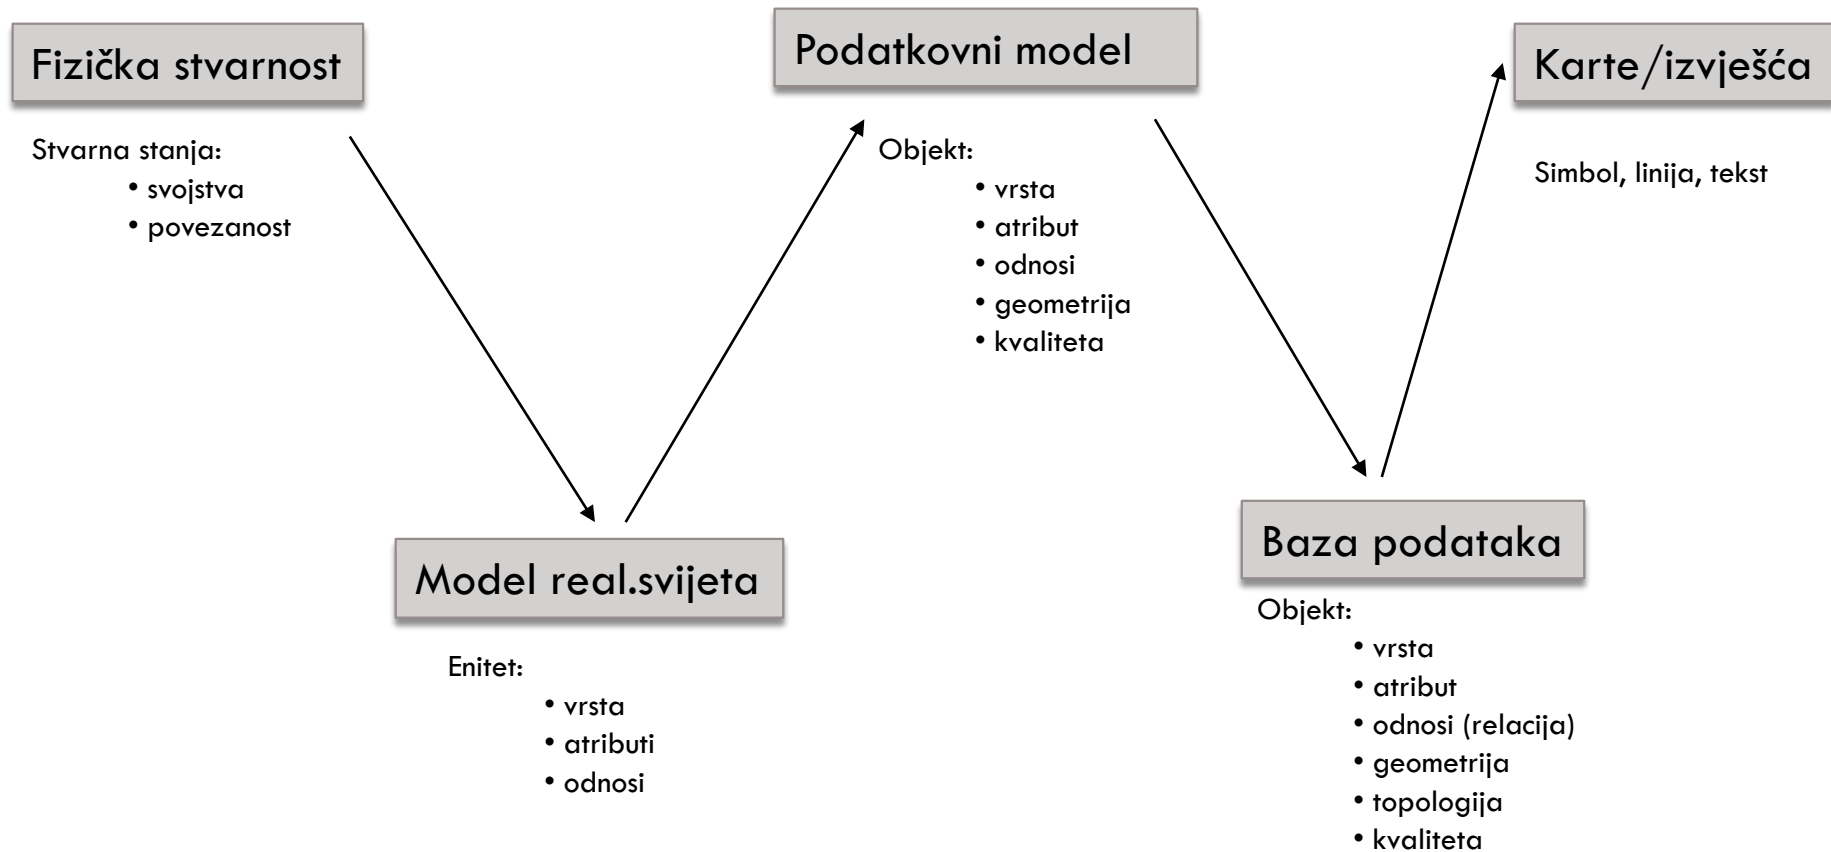 Fizička stvarnost
Stvarna stanja:
• svojstva
• povezanost
Model real.svijeta
Enitet:
• vrsta
• atributi
• odnosi
Podatkovni model
Objekt:
• vrsta
• atribut
• odnosi
• geometrija
• kvaliteta
Baza podataka
Objekt:
• vrsta
• atribut
• odnosi (relacija)
• geometrija
• topologija
• kvaliteta
Karte/izvješća
Simbol, linija, tekst